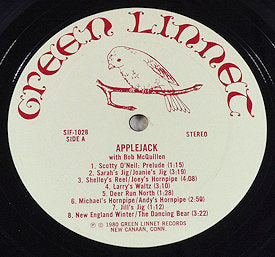 GREEN LINNET
SIF-1028
SIDE A
STEREO
APPLEJACK
with Bob McQuillen
1. Scotty O'Neil: Prelude (1:15)
2. Sarah's Jig/Joanie's Jig (3:19)
3. Shelley's Reel/Joey's Hornpipe (4:08)
4. Larry's Waltz (2:30)
5. Deer Run North (1:28)
6. Michael's Hornpipe/Andy's Hornpipe (2:59)
7. Jill's Jig (1:12)
8. New England Winter/The Dancing Bear (3:22)
℗ © 1980 GREEN LINNET RECORDS
NEW CANAAN, CONN.